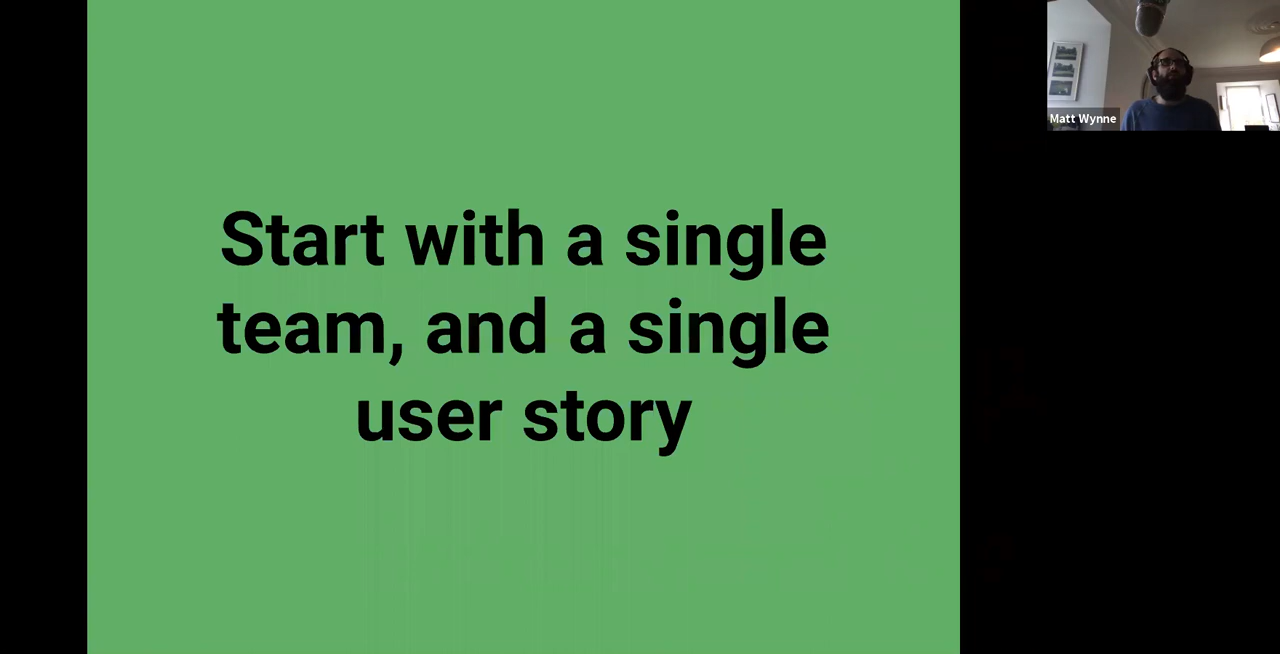 Start with a single
team, and a single
user story
Matt Wynne